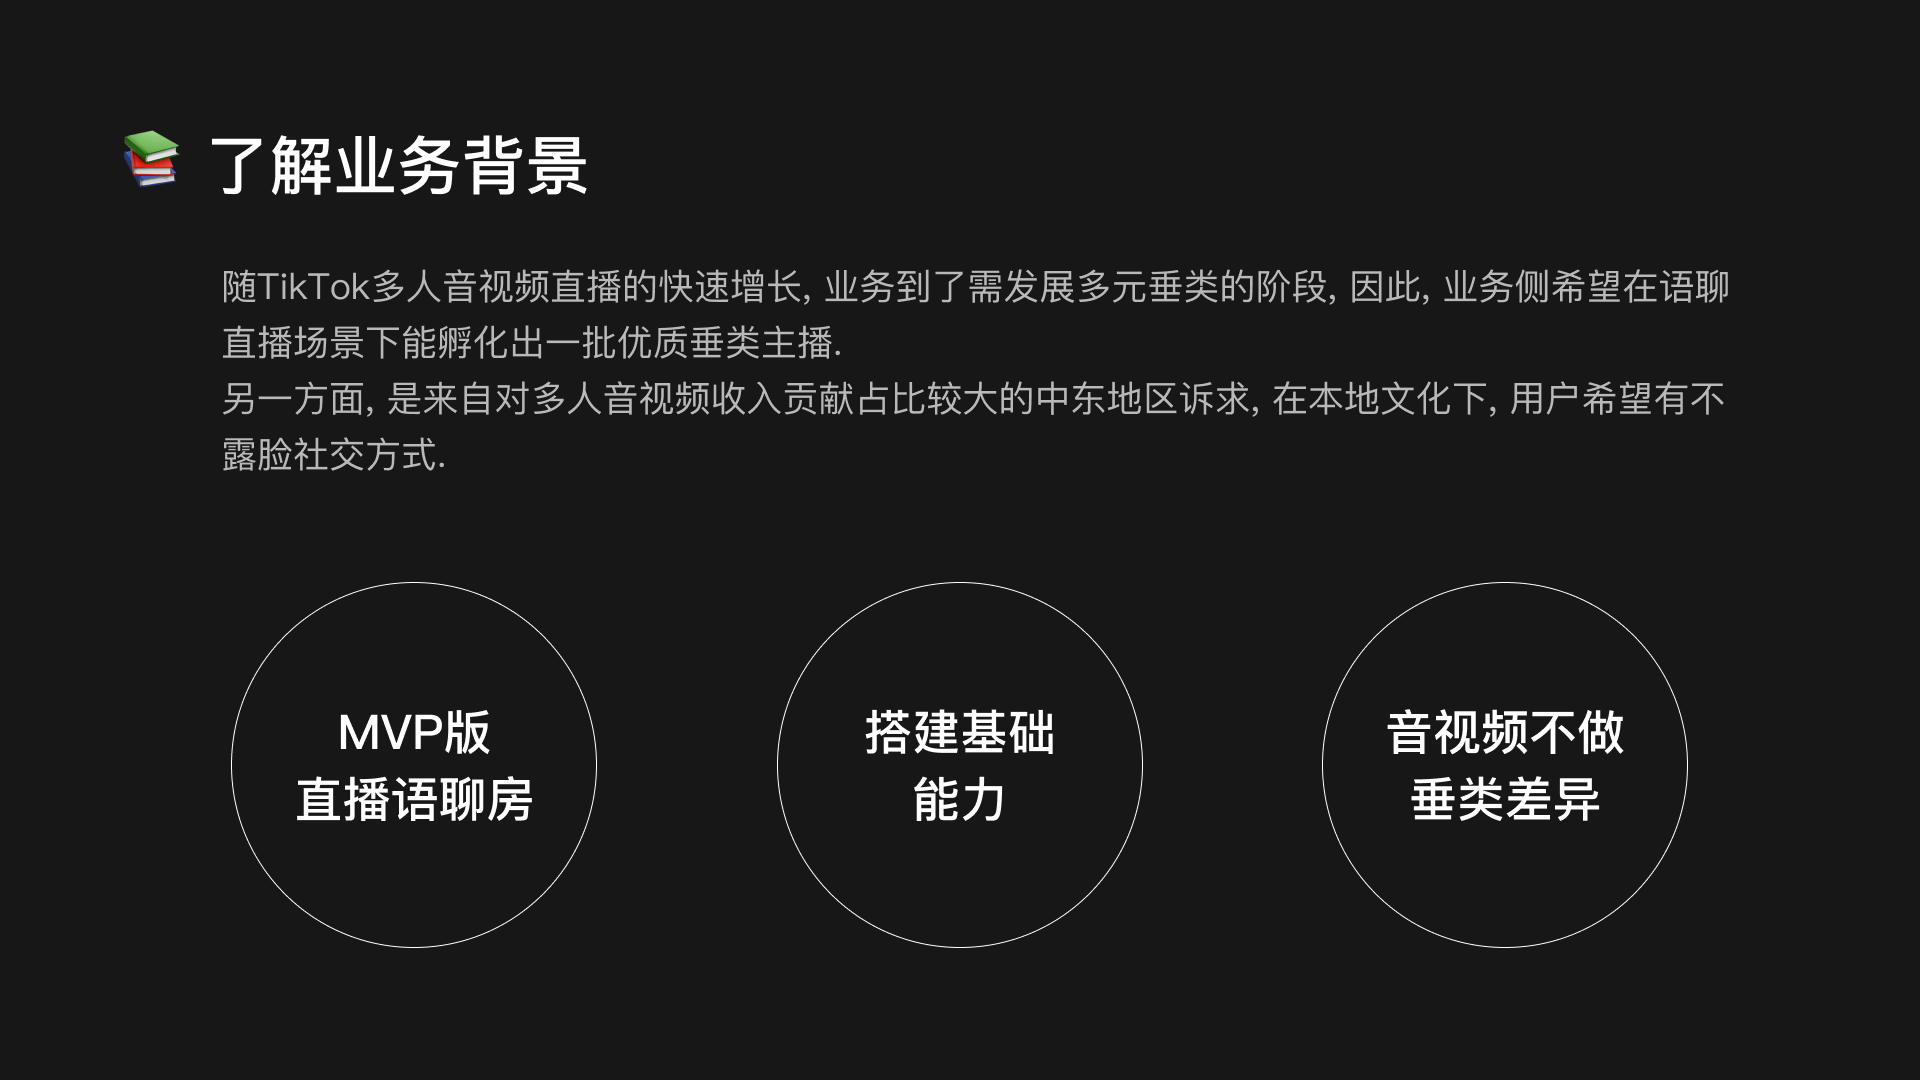 了解业务背景
随TikTok多人音视频直播的快速增长, 业务到了需发展多元垂类的阶段, 因此, 业务侧希望在语聊
直播场景下能孵化出一批优质垂类主播.
另一方面, 是来自对多人音视频收入贡献占比较大的中东地区诉求, 在本地文化下, 用户希望有不
露脸社交方式.
MVP版
直播语聊房
搭建基础
能力
音视频不做
垂类差异